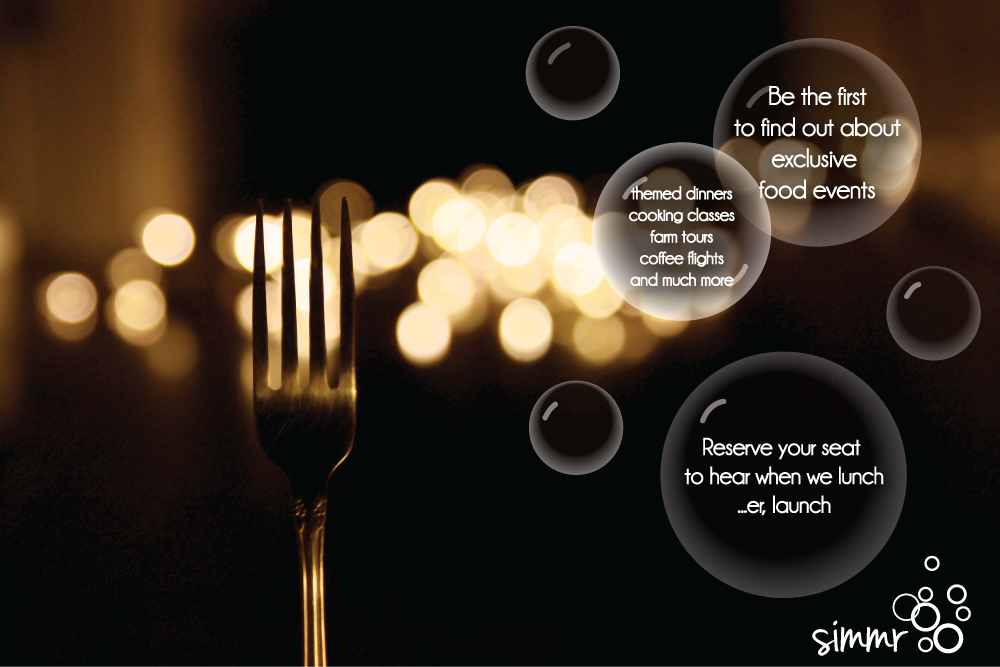 Be the first
to find out about
exclusive
food events
themed dinners
cooking classes
farm tours
coffee flights
and much more
Reserve your seat
to hear when we lunch
...er, launch
simmr